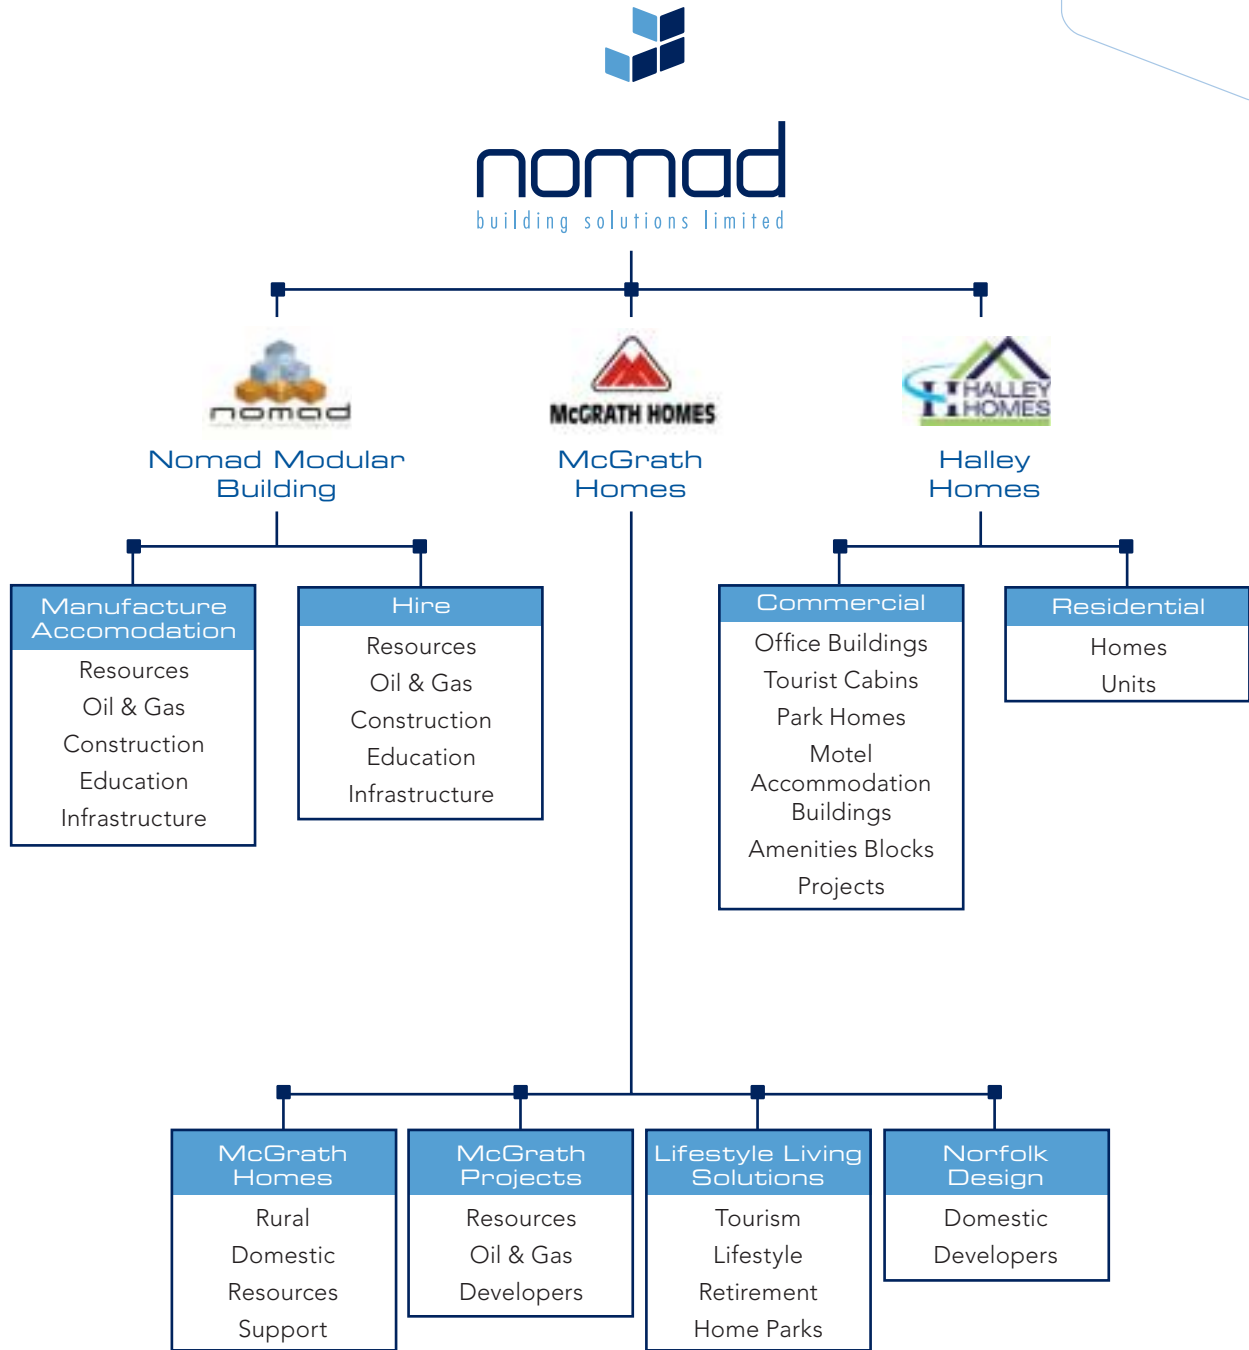 nomad
building solutions limited
nomad
McGRATH HOMES
HALLEY
HOMES
Nomad Modular
Building
McGrath
Homes
Halley
Homes
Manufacture
Accomodation
Resources
Oil & Gas
Construction
Education
Infrastructure
Hire
Resources
Oil & Gas
Construction
Education
Infrastructure
Commercial
Office Buildings
Tourist Cabins
Park Homes
Motel
Accommodation
Buildings
Amenities Blocks
Projects
Residential
Homes
Units
McGrath
Homes
Rural
Domestic
Resources
Support
McGrath
Projects
Resources
Oil & Gas
Developers
Lifestyle Living
Solutions
Tourism
Lifestyle
Retirement
Home Parks
Norfolk
Design
Domestic
Developers